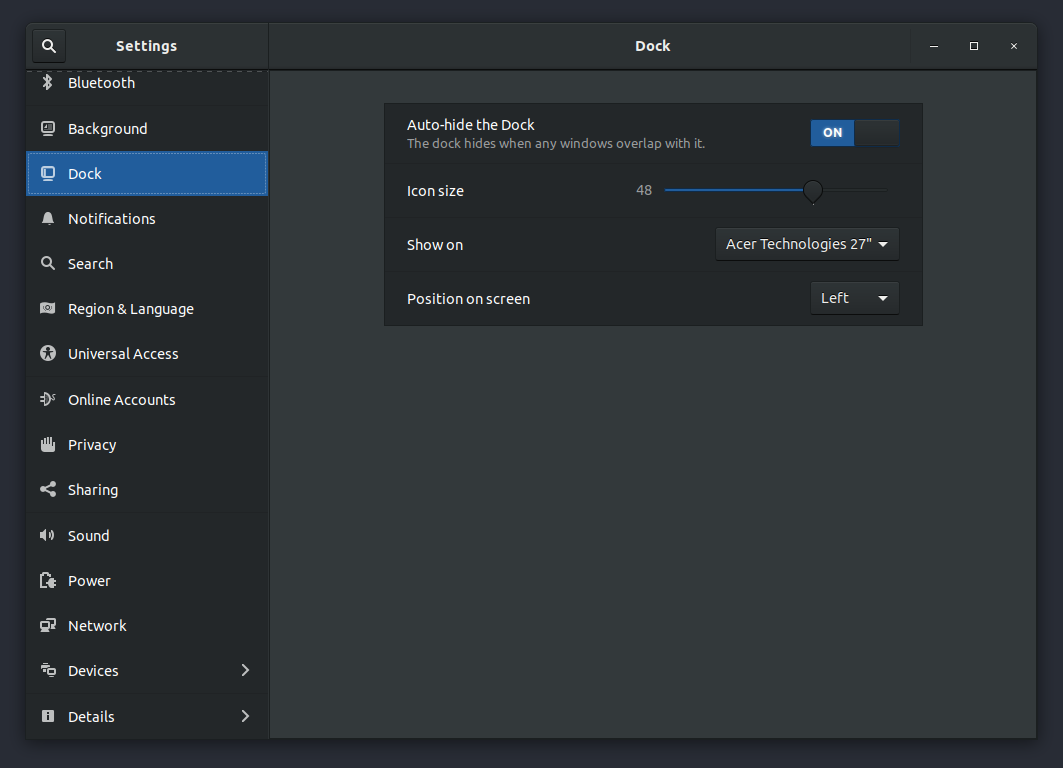 Settings
Dock
Bluetooth
Background
Dock
Notifications
Search
Region & Language
Universal Access
Online Accounts
Privacy
Sharing
Sound
Power
Network
Devices
Details
Auto-hide the Dock
The dock hides when any windows overlap with it.
ON
Icon size 48
Show on Acer Technologies 27"
Position on screen Left